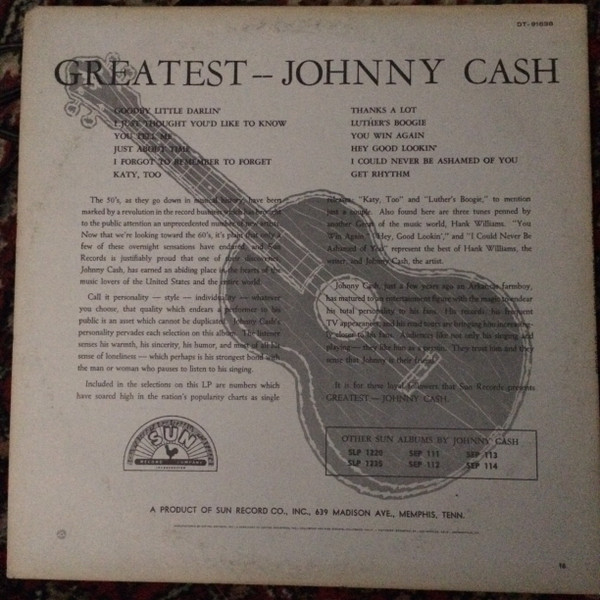 DT-91538
GREATEST — JOHNNY CASH
GOODBY LITTLE DARLIN'
I JUST THOUGHT YOU'D LIKE TO KNOW
YOU TELL ME
JUST ABOUT TIME
I FORGOT TO REMEMBER TO FORGET
KATY, TOO
THANKS A LOT
LUTHER'S BOOGIE
YOU WIN AGAIN
HEY GOOD LOOKIN'
I COULD NEVER BE ASHAMED OF YOU
GET RHYTHM
The 50's, as they go down in musical history, have been
marked by a revolution in the record business which has brought
to the public attention an unprecedented number of new artists.
Now that we're looking toward the 60's, it's plain that only a
few of these overnight sensations have endured, and Sun
Records is justifiably proud that one of their discoveries,
Johnny Cash, has earned an abiding place in the hearts of the
music lovers of the United States and the entire world.
Call it personality — style — individuality — whatever
you choose, that quality which endears a performer to his
public is an asset which cannot be duplicated. Johnny Cash's
personality pervades each selection on this album. The listener
senses his warmth, his sincerity, his humor, and most of all his
sense of loneliness — which perhaps is his strongest bond with
the man or woman who pauses to listen to his singing.
Included in the selections on this LP are numbers which
have soared high in the nation's popularity charts as single
releases: "Katy, Too" and "Luther's Boogie," to mention
just a couple. Also found here are three tunes penned by
another Great of the music world, Hank Williams. "You
Win Again," "Hey, Good Lookin'," and "I Could Never Be
Ashamed of You" represent the best of Hank Williams, the
writer, and Johnny Cash, the artist.
Johnny Cash, just a few years ago an Arkansas farmboy,
has matured to an entertainment figure with the magic to endear
his total personality to his fans. His records, his frequent
TV appearances, and his road tours are bringing him increasing-
ly closer to his fans. Audiences like not only his singing and
playing — they like him as a person. They trust him and they
sense that Johnny is their friend.
It is for these loyal followers that Sun Records presents
GREATEST — JOHNNY CASH.
SUN
RECORD COMPANY
OTHER SUN ALBUMS BY JOHNNY CASH
SLP 1220 SEP 111 SEP 113
SLP 1235 SEP 112 SEP 114
A PRODUCT OF SUN RECORD CO., INC., 639 MADISON AVE., MEMPHIS, TENN.